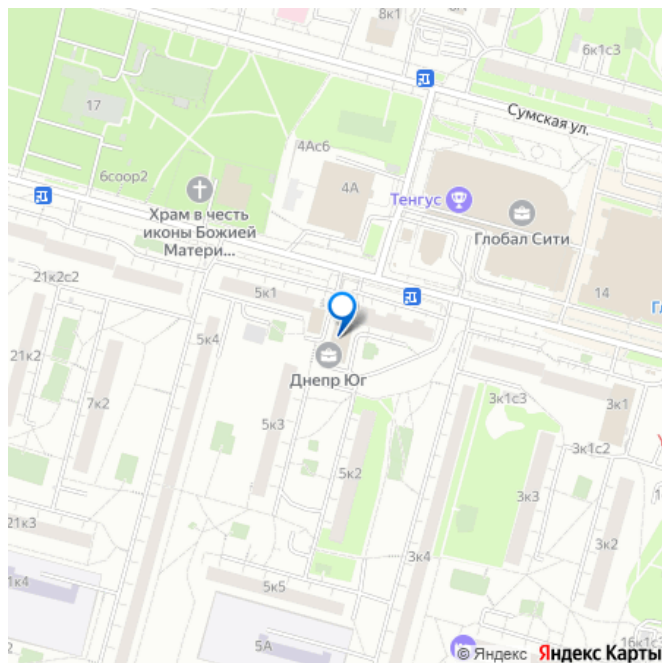 8к1
6к1с3
Сумская ул.
17
4Ас6
6соор2
4А
Тенгус
Храм в честь
иконы Божией
Матери ...
Глобал Сити
21к2с2
5к1
14
Гл
5к4
21к2
Днепр Юг
7к2
3к1с3
3к1
5к3
3к1с2
5к2
3к3
21к3
3к2
3к4
1к4
5к5
5А
16к1с3
© Яндекс Яндекс Карты